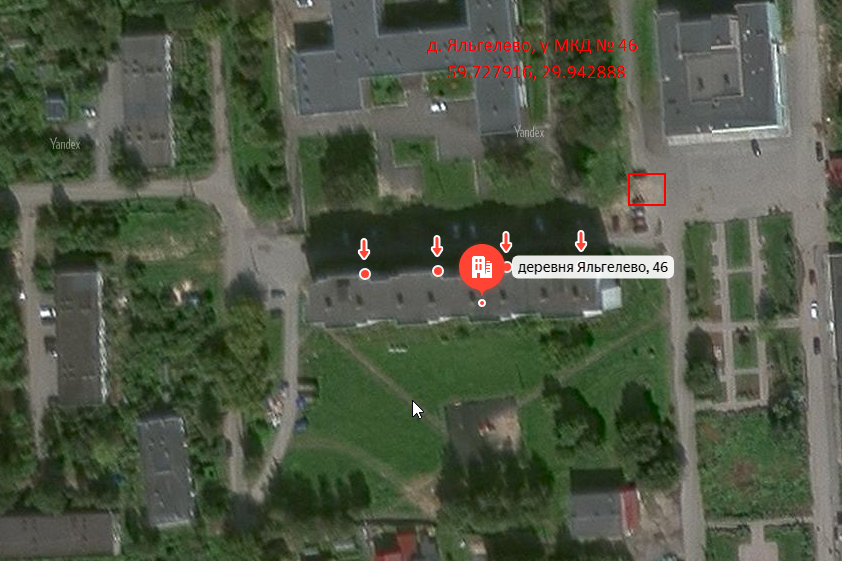 д. Яльгелево, у МКД № 46
59.727916, 29.942888
Yandex
Yandex
деревня Яльгелево, 46